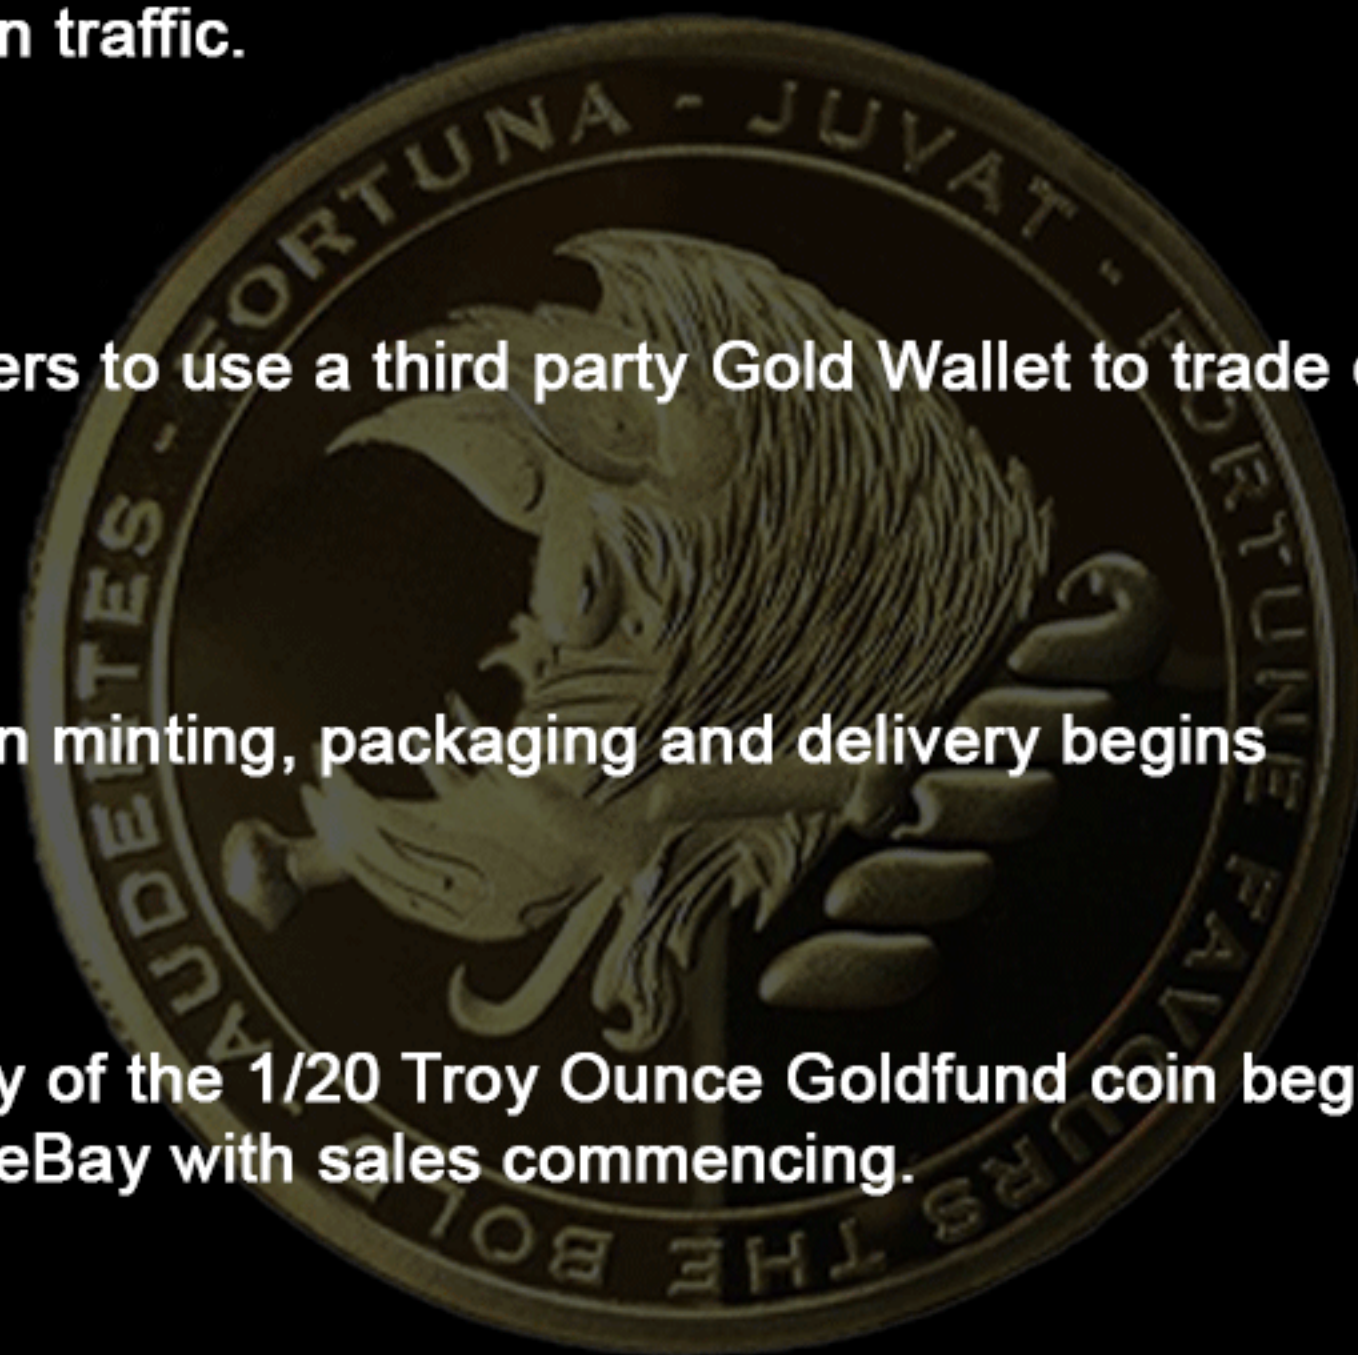 n traffic.
ers to use a third party Gold Wallet to trade
n minting, packaging and delivery begins
y of the 1/20 Troy Ounce Goldfund coin beg
eBay with sales commencing.
AUDENTES - FORTUNA - JUVAT - FORTUNE FAVOURS THE BOLD